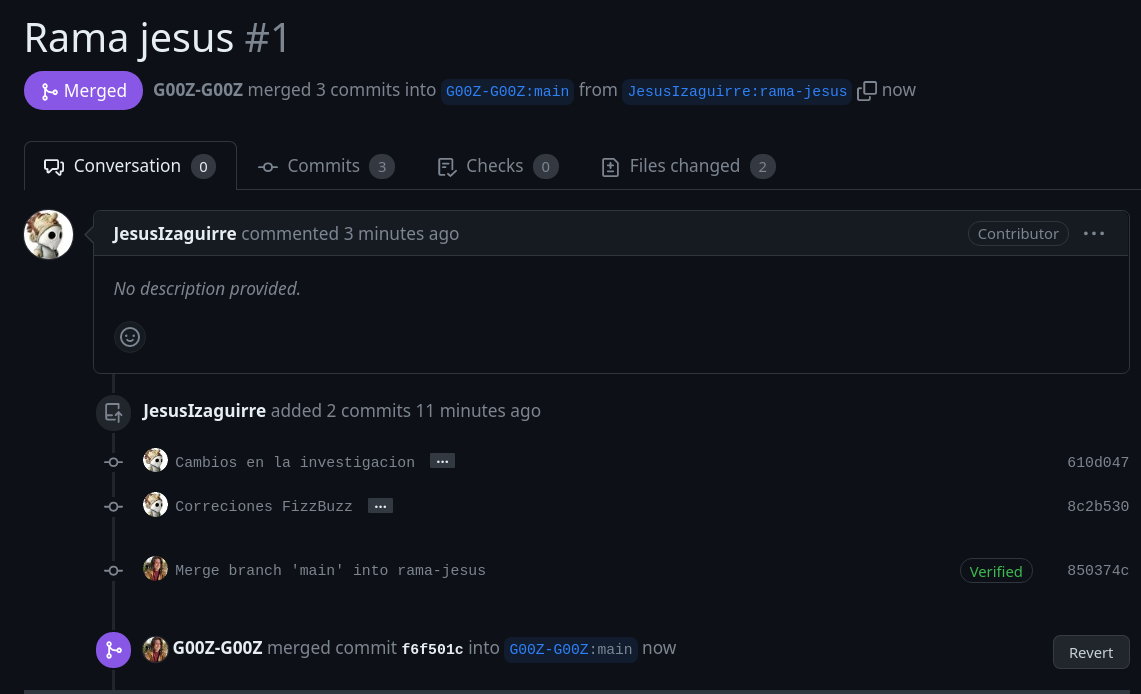 Rama jesus #1
Merged G00Z-G00Z merged 3 commits into G00Z-G00Z:main from JesusIzaguirre:rama-jesus now
Conversation 0 Commits 3 Checks 0 Files changed 2
JesusIzaguirre commented 3 minutes ago Contributor ...
No description provided.
JesusIzaguirre added 2 commits 11 minutes ago
Cambios en la investigacion ... 610d047
Correciones FizzBuzz ... 8c2b530
Merge branch 'main' into rama-jesus Verified 850374c
G00Z-G00Z merged commit f6f501c into G00Z-G00Z:main now Revert